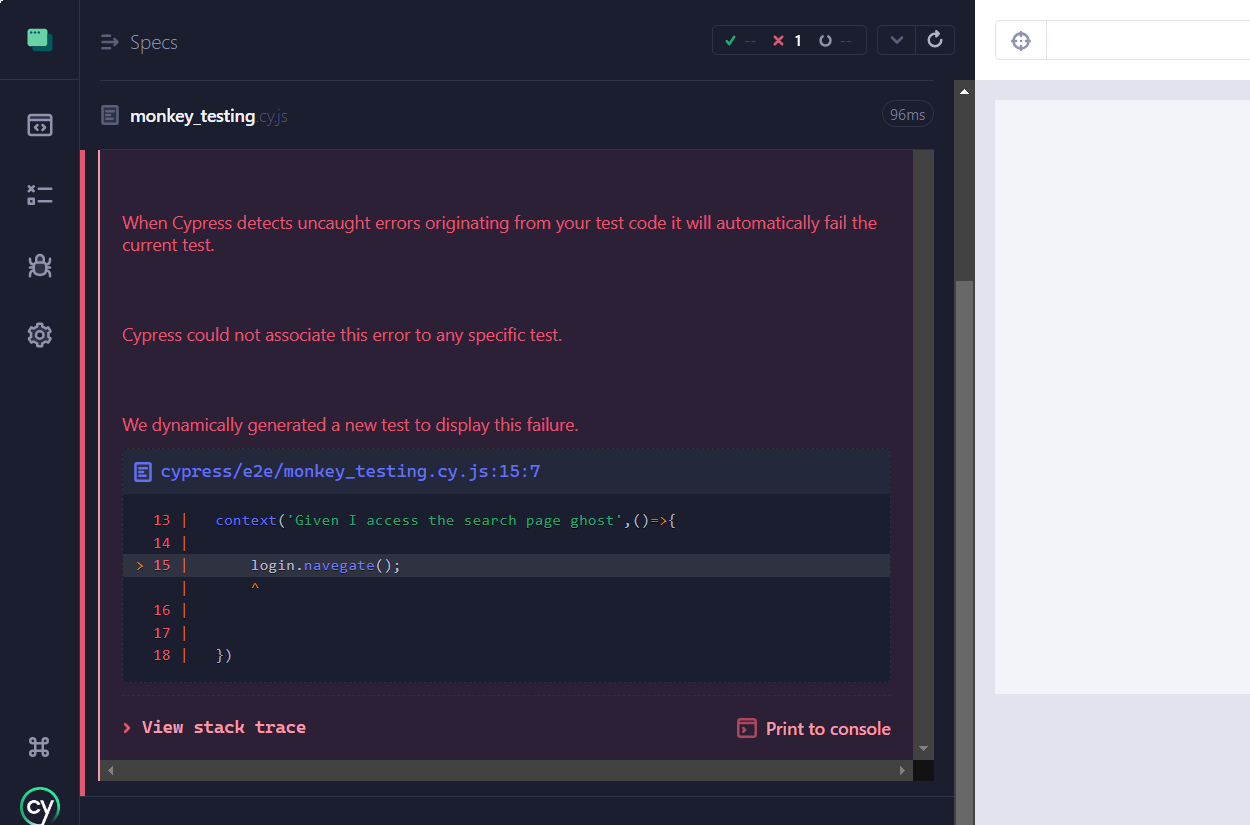 Specs
-- 1 --
monkey_testing.cy.js
96ms
When Cypress detects uncaught errors originating from your test code it will automatically fail the
current test.
Cypress could not associate this error to any specific test.
We dynamically generated a new test to display this failure.
cypress/e2e/monkey_testing.cy.js:15:7
13 | context('Given I access the search page ghost',()=>{
14 |
> 15 | login.navegate();
| ^
16 |
17 |
18 | })
> View stack trace
Print to console
cy